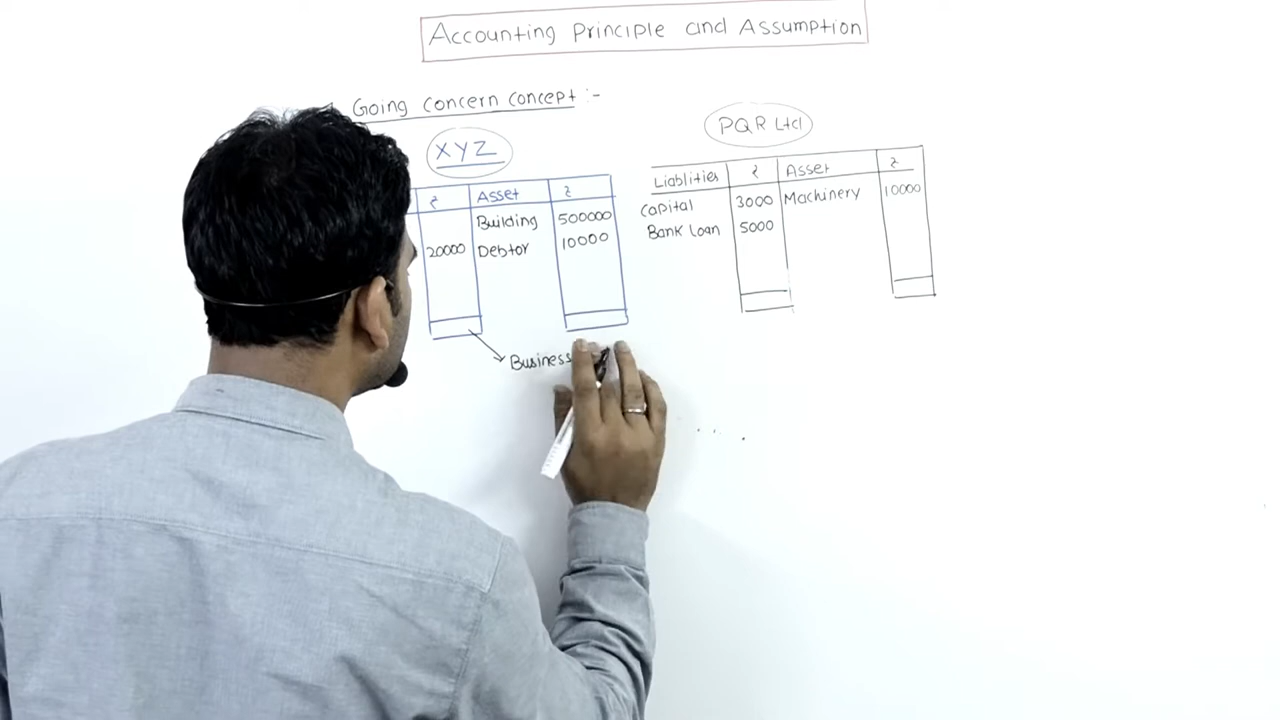 Accounting Principle and Assumption
Going Concern Concept :-
XYZ
₹ Asset ₹
Building 500000
20000 Debtor 10000
Business
PQR Ltd
Liablities ₹ Asset ₹
Capital 3000 Machinery 10000
Bank Loan 5000